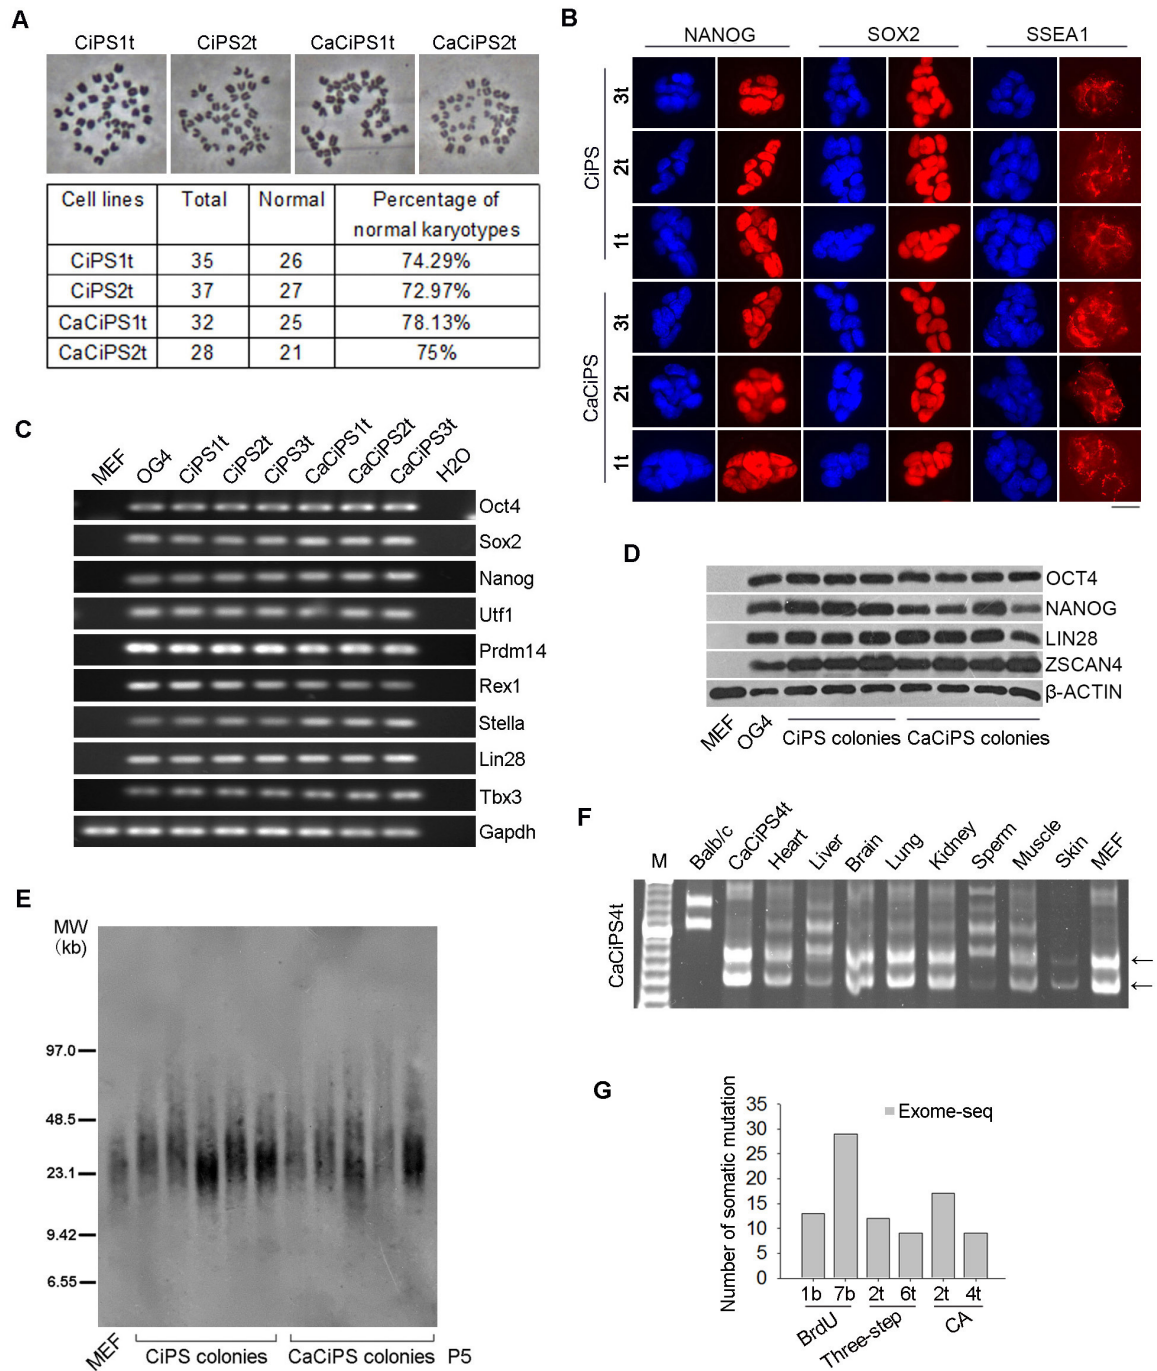 A
CiPS1t CiPS2t CaCiPS1t CaCiPS2t
Cell lines Total Normal Percentage of normal karyotypes
CiPS1t 35 26 74.29%
CiPS2t 37 27 72.97%
CaCiPS1t 32 25 78.13%
CaCiPS2t 28 21 75%
B
NANOG SOX2 SSEA1
CiPS
3t
2t
1t
CaCiPS
3t
2t
1t
C
MEF OG4 CiPS1t CiPS2t CiPS3t CaCiPS1t CaCiPS2t CaCiPS3t H2O
Oct4
Sox2
Nanog
Utf1
Prdm14
Rex1
Stella
Lin28
Tbx3
Gapdh
D
OCT4
NANOG
LIN28
ZSCAN4
β-ACTIN
MEF OG4 CiPS colonies CaCiPS colonies
E
MW
(kb)
97.0
48.5
23.1
9.42
6.55
MEF CiPS colonies CaCiPS colonies P5
F
M Balb/c CaCiPS4t Heart Liver Brain Lung Kidney Sperm Muscle Skin MEF
CaCiPS4t
← 
←
G
Number of somatic mutation
Exome-seq
35
30
25
20
15
10
5
0
1b 7b 2t 6t 2t 4t
BrdU Three-step CA